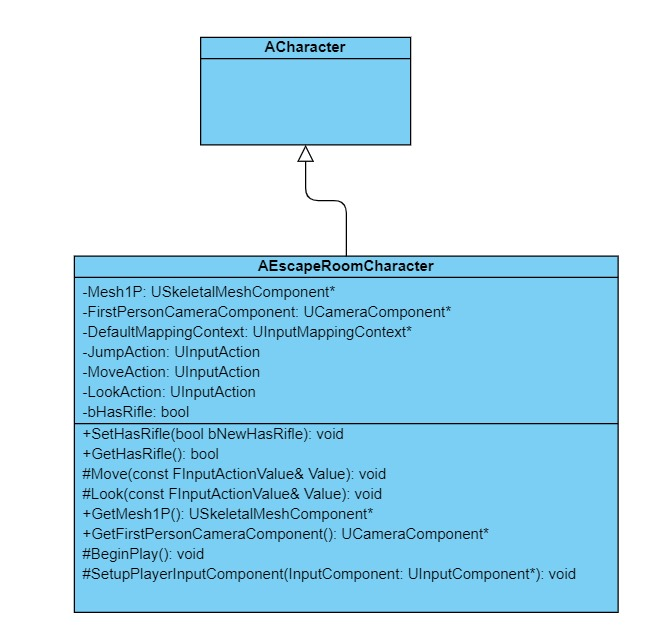 ACharacter
AEscapeRoomCharacter
-Mesh1P: USkeletalMeshComponent*
-FirstPersonCameraComponent: UCameraComponent*
-DefaultMappingContext: UInputMappingContext*
-JumpAction: UInputAction
-MoveAction: UInputAction
-LookAction: UInputAction
-bHasRifle: bool
+SetHasRifle(bool bNewHasRifle): void
+GetHasRifle(): bool
#Move(const FInputActionValue& Value): void
#Look(const FInputActionValue& Value): void
+GetMesh1P(): USkeletalMeshComponent*
+GetFirstPersonCameraComponent(): UCameraComponent*
#BeginPlay(): void
#SetupPlayerInputComponent(InputComponent: UInputComponent*): void